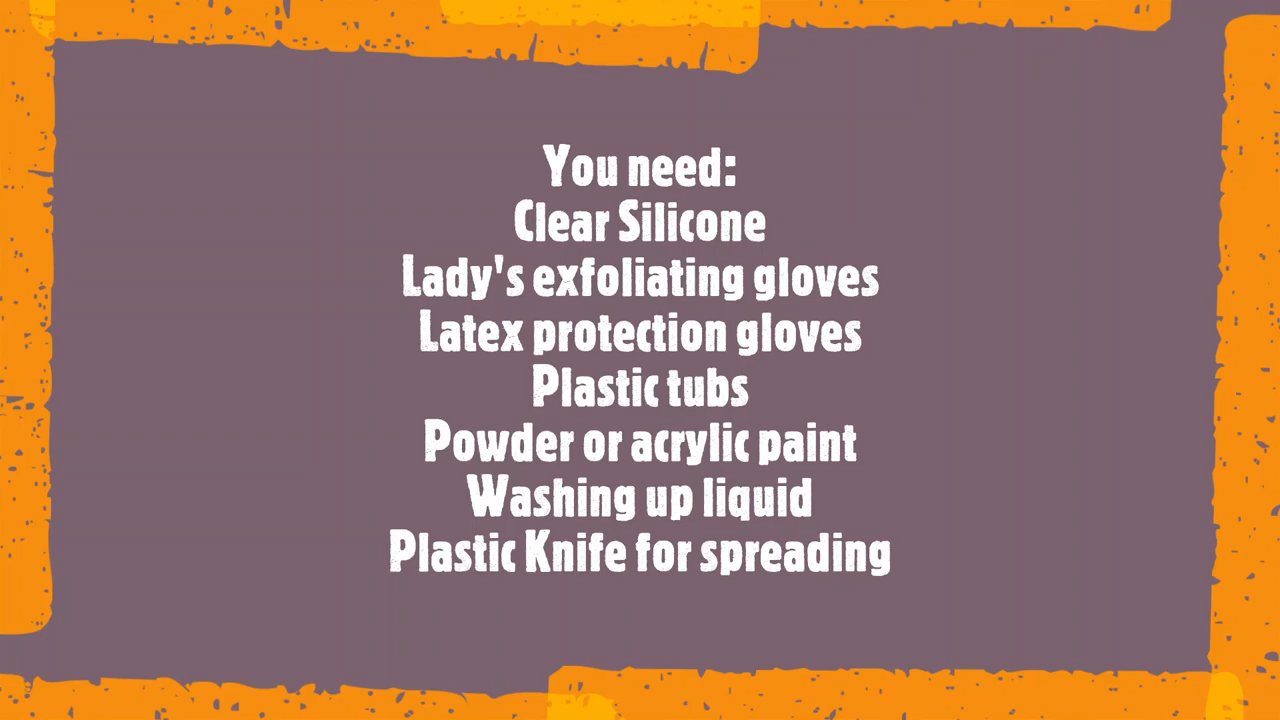 You need:
Clear Silicone
Lady's exfoliating gloves
Latex protection gloves
Plastic tubs
Powder or acrylic paint
Washing up liquid
Plastic Knife for spreading